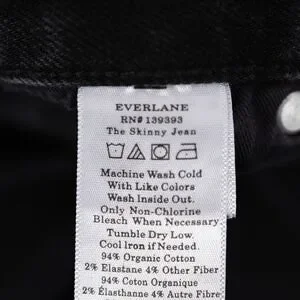 EVERLANE
RN# 139393
The Skinny Jean
Machine Wash Cold
With Like Colors
Wash Inside Out.
Only Non-Chlorine
Bleach When Necessary.
Tumble Dry Low.
Cool Iron if Needed.
94% Organic Cotton
2% Elastane 4% Other Fibre
94% Coton Organic
2% Élasthanne 4% Autre Fibre